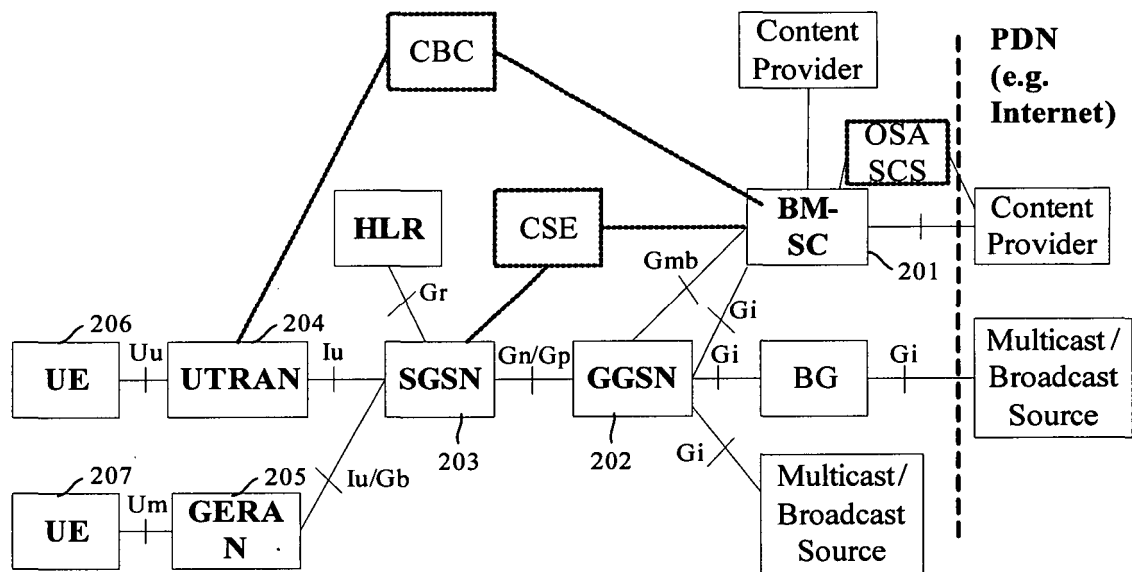 CBC
Content
Provider
PDN
(e.g.
Internet)
OSA
SCS
HLR
CSE
BM-
SC
Content
Provider
201
Gmb
Gr
Gi
206
204
Uu
Iu
Gn/Gp
Gi
Gi
UE
UTRAN
SGSN
GGSN
BG
Multicast /
Broadcast
Source
203
202
Gi
207
205
Iu/Gb
Um
UE
GERA
N
Multicast/
Broadcast
Source